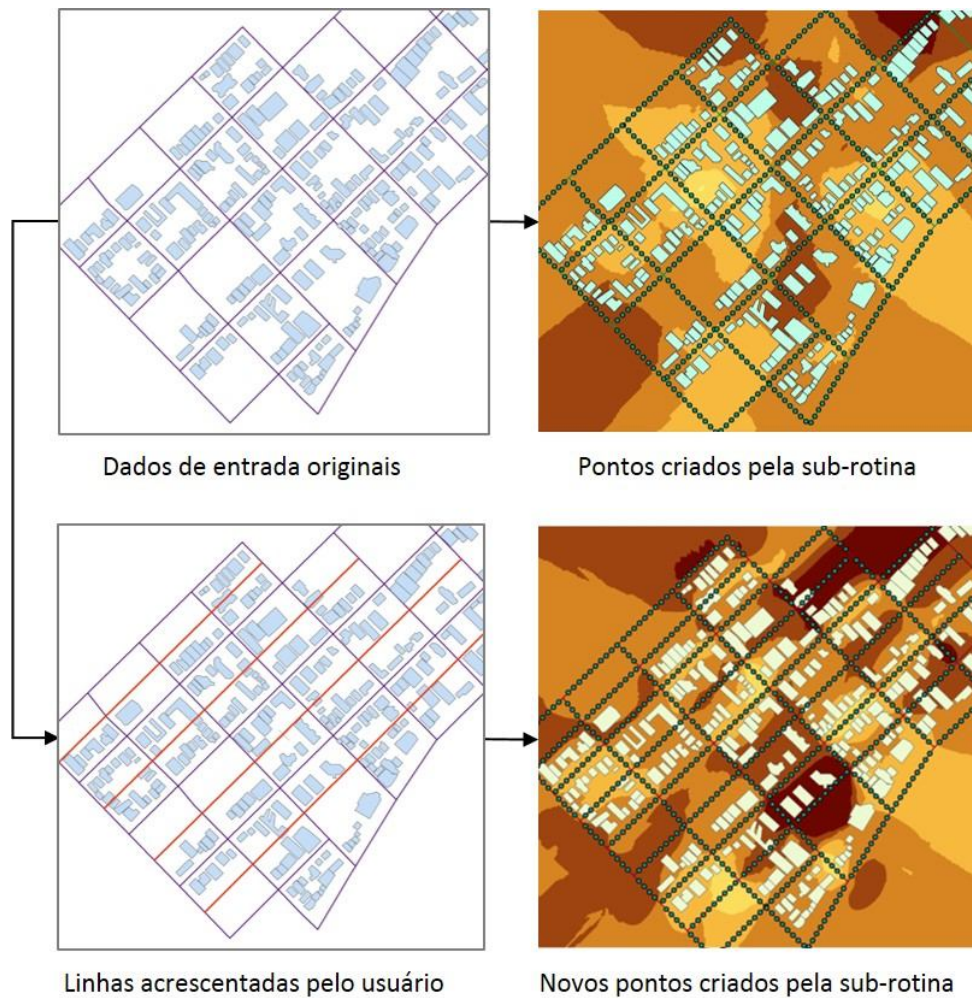 Dados de entrada originais
Pontos criados pela sub-rotina
Linhas acrescentadas pelo usuário
Novos pontos criados pela sub-rotina